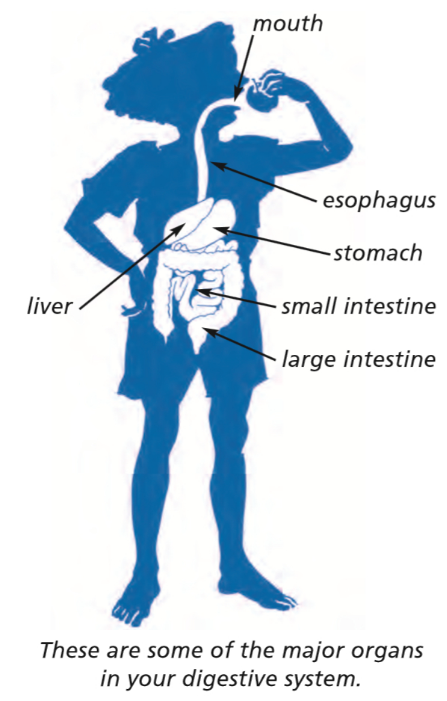 mouth
esophagus
stomach
liver
small intestine
large intestine
These are some of the major organs
in your digestive system.